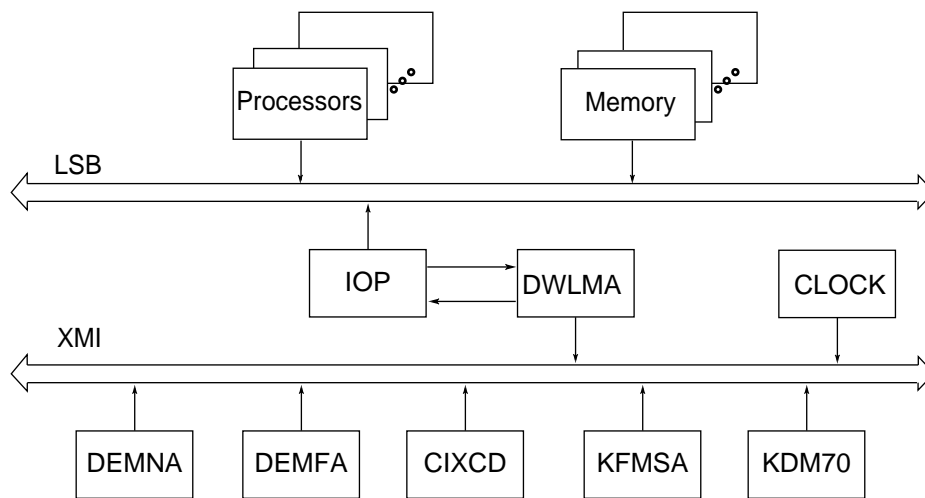 Processors
Memory
LSB
IOP
DWLMA
CLOCK
XMI
DEMNA
DEMFA
CIXCD
KFMSA
KDM70